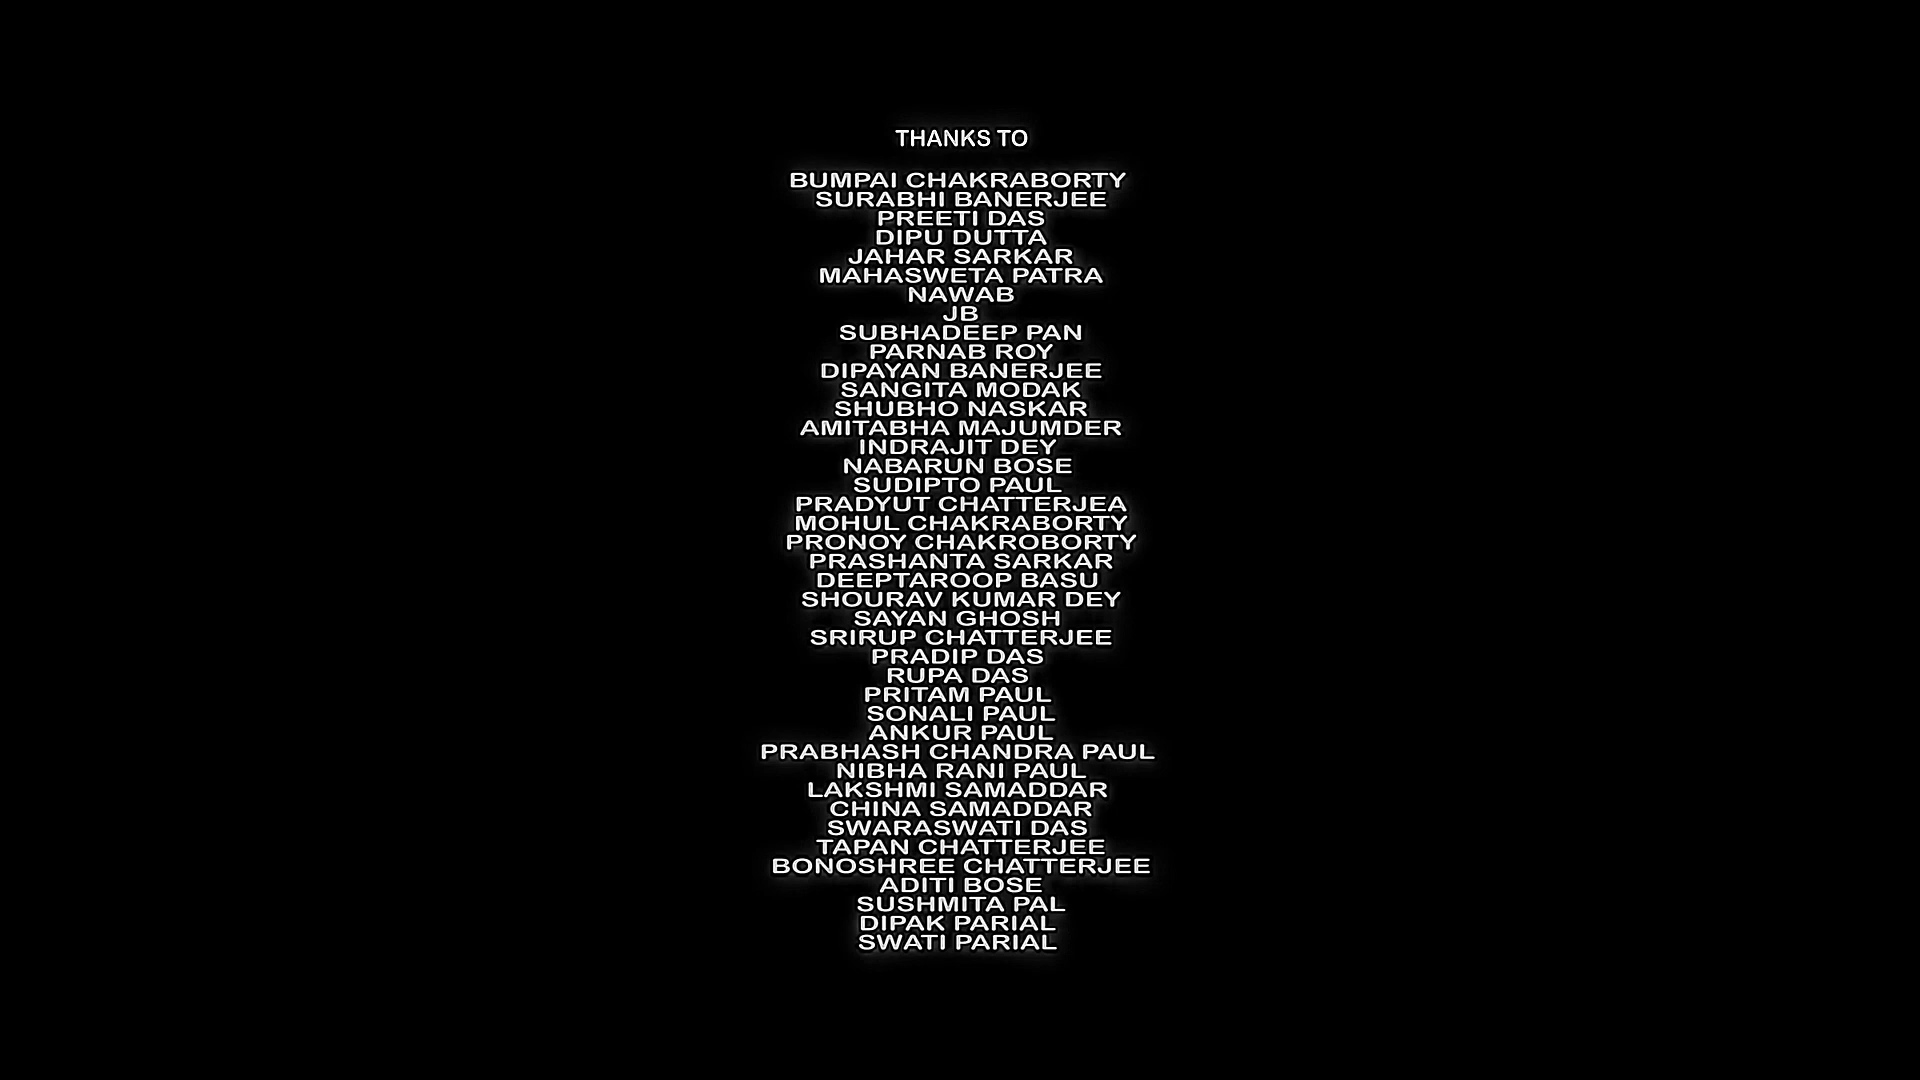 THANKS TO
BUMPAI CHAKRABORTY
SURABHI BANERJEE
PREETI DAS
DIPU DUTTA
JAHAR SARKAR
MAHASWETA PATRA
NAWAB
JB
SUBHADEEP PAN
PARNAB ROY
DIPAYAN BANERJEE
SANGITA MODAK
SHUBHO NASKAR
AMITABHA MAJUMDER
INDRAJIT DEY
NABARUN BOSE
SUDIPTO PAUL
PRADYUT CHATTERJEA
MOHUL CHAKRABORTY
PRONOY CHAKROBORTY
PRASHANTA SARKAR
DEEPTAROOP BASU
SHOURAV KUMAR DEY
SAYAN GHOSH
SRIRUP CHATTERJEE
PRADIP DAS
RUPA DAS
PRITAM PAUL
SONALI PAUL
ANKUR PAUL
PRABHASH CHANDRA PAUL
NIBHA RANI PAUL
LAKSHMI SAMADDAR
CHINA SAMADDAR
SWARASWATI DAS
TAPAN CHATTERJEE
BONOSHREE CHATTERJEE
ADITI BOSE
SUSHMITA PAL
DIPAK PARIAL
SWATI PARIAL